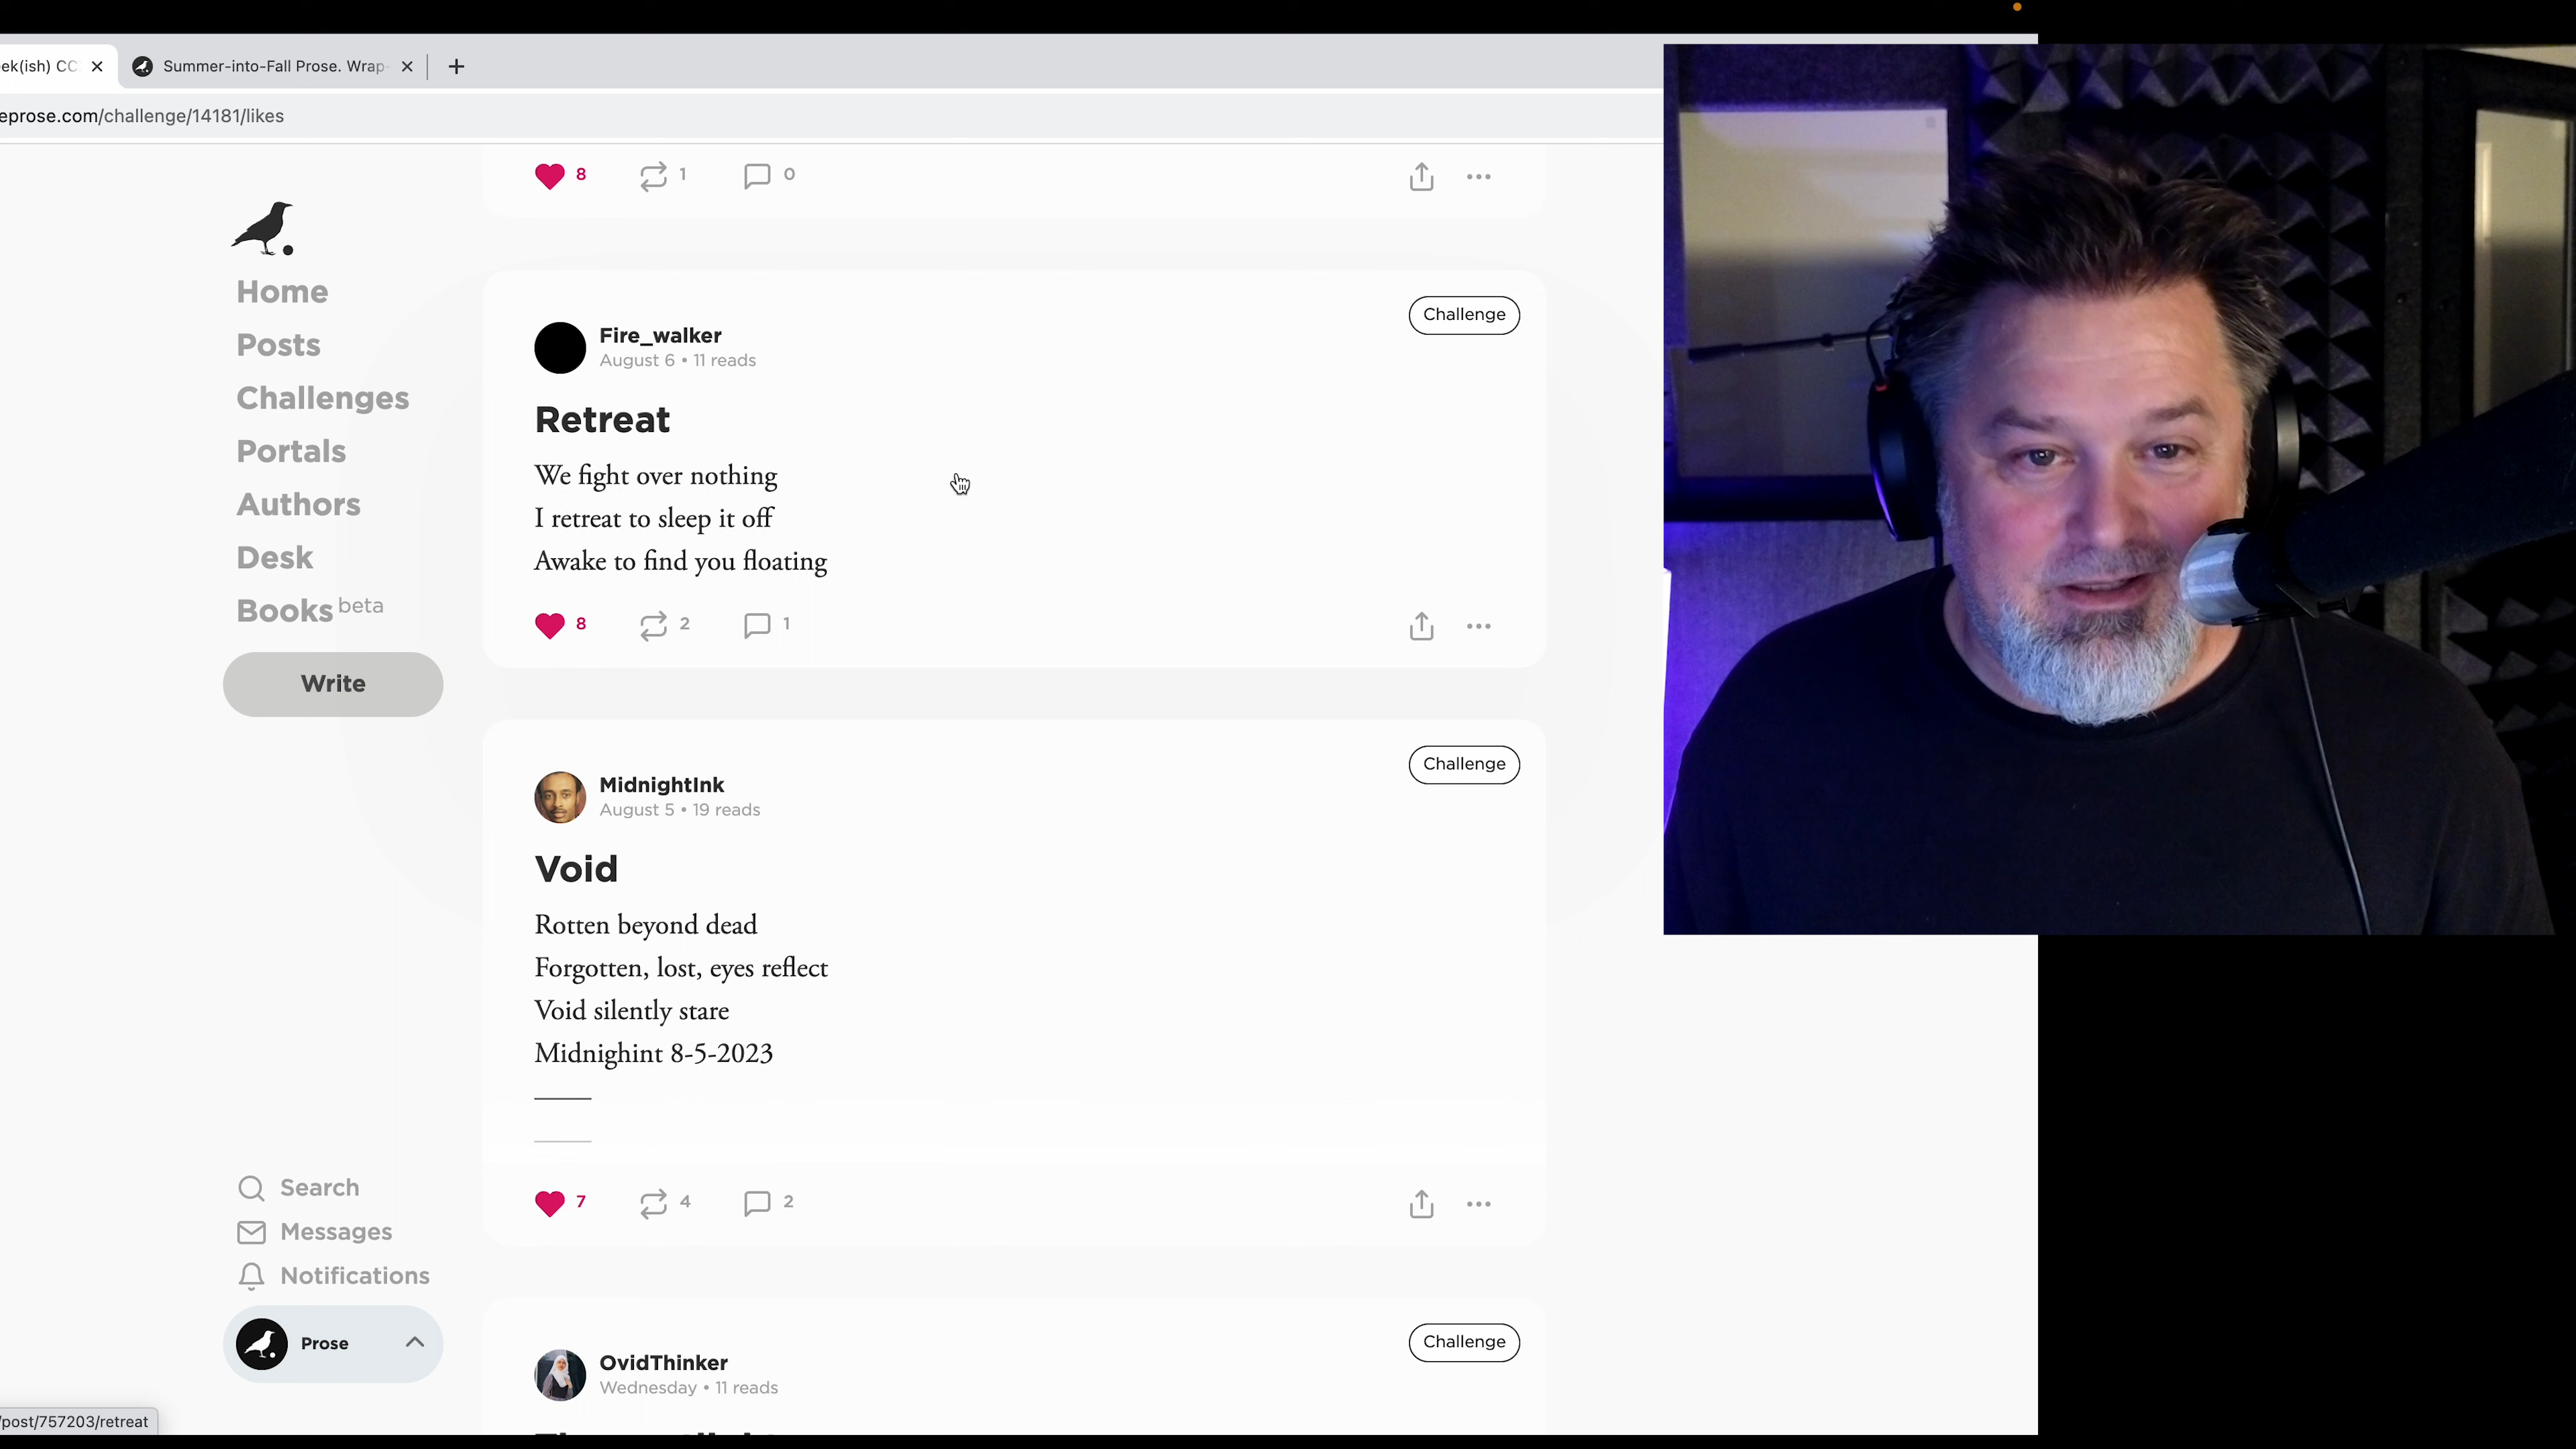 ek(ish) CC
Summer-into-Fall Prose. Wrap-
eprose.com/challenge/14181/likes
Home
Posts
Challenges
Portals
Authors
Desk
Books beta
Write
Search
Messages
Notifications
Prose
/post/757203/retreat
8 1 0
Challenge
Fire_walker
August 6 • 11 reads
Retreat
We fight over nothing
I retreat to sleep it off
Awake to find you floating
8 2 1
Challenge
MidnightInk
August 5 • 19 reads
Void
Rotten beyond dead
Forgotten, lost, eyes reflect
Void silently stare
Midnighint 8-5-2023
7 4 2
Challenge
OvidThinker
Wednesday • 11 reads